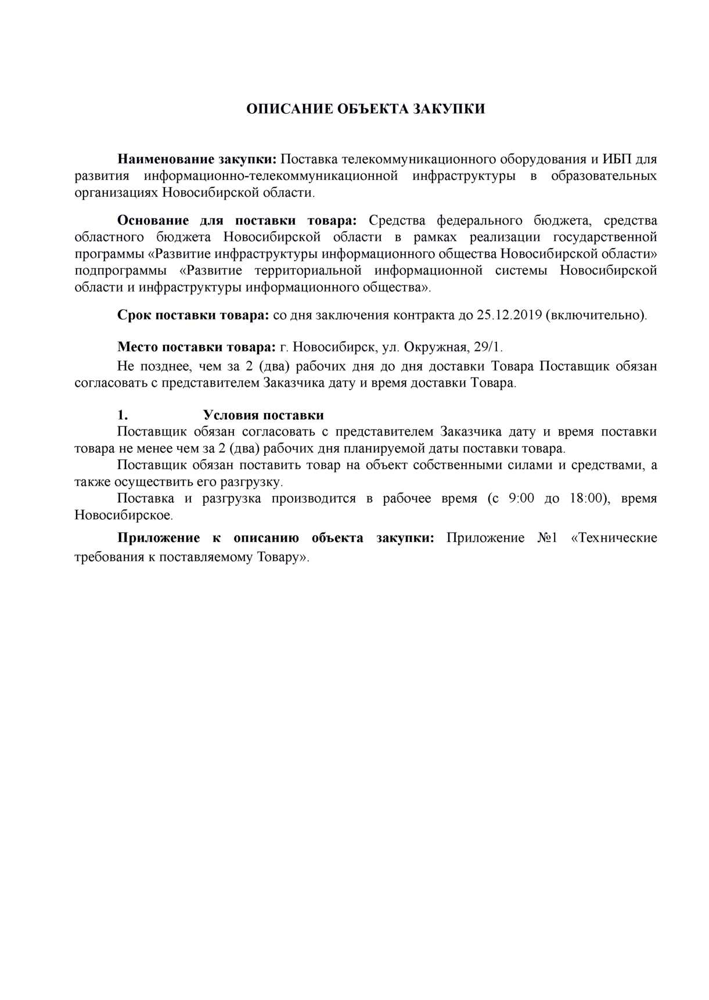 ОПИСАНИЕ ОБЪЕКТА ЗАКУПКИ
Наименование закупки: Поставка телекоммуникационного оборудования и ИБП для
развития информационно-телекоммуникационной инфраструктуры в образовательных
организациях Новосибирской области.
Основание для поставки товара: Средства федерального бюджета, средства
областного бюджета Новосибирской области в рамках реализации государственной
программы «Развитие инфраструктуры информационного общества Новосибирской области»
подпрограммы «Развитие территориальной информационной системы Новосибирской
области и инфраструктуры информационного общества».
Срок поставки товара: со дня заключения контракта до 25.12.2019 (включительно).
Место поставки товара: г. Новосибирск, ул. Окружная, 29/1.
Не позднее, чем за 2 (два) рабочих дня до дня доставки Товара Поставщик обязан
согласовать с представителем Заказчика дату и время доставки Товара.
1. Условия поставки
Поставщик обязан согласовать с представителем Заказчика дату и время поставки
товара не менее чем за 2 (два) рабочих дня планируемой даты поставки товара.
Поставщик обязан поставить товар на объект собственными силами и средствами, а
также осуществить его разгрузку.
Поставка и разгрузка производится в рабочее время (с 9:00 до 18:00), время
Новосибирское.
Приложение к описанию объекта закупки: Приложение №1 «Технические
требования к поставляемому Товару».